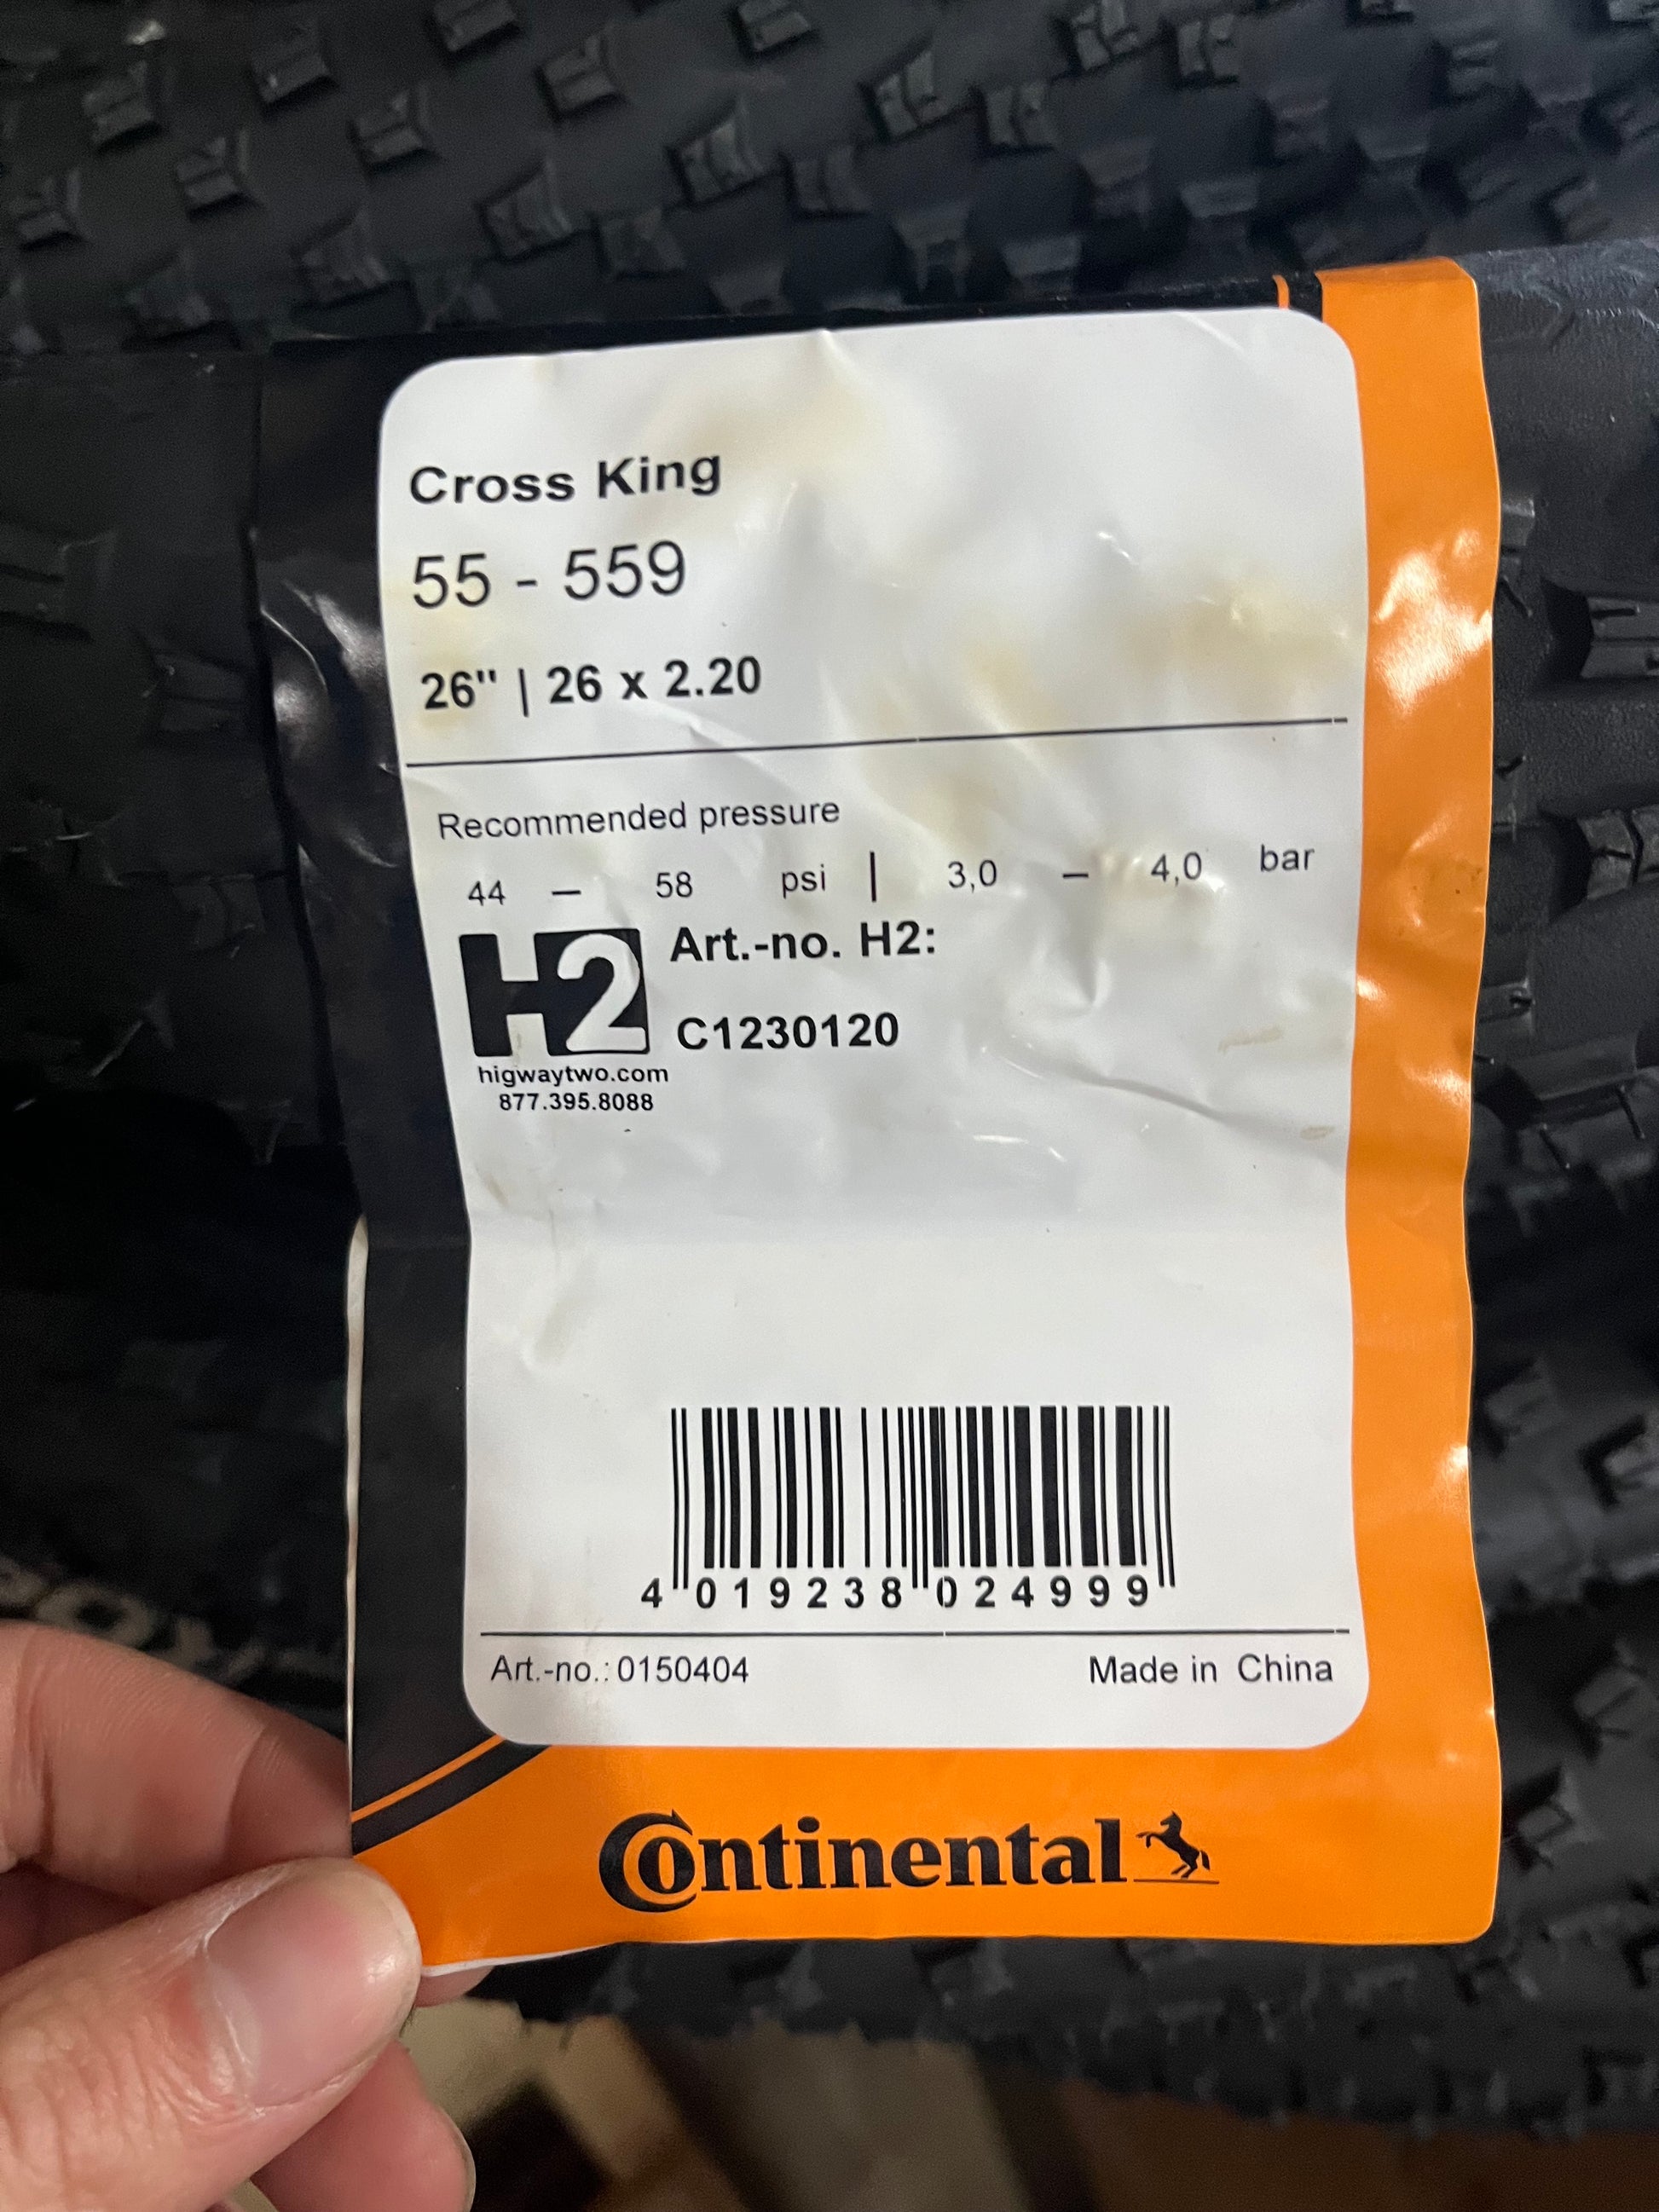 Cross King
55 - 559
26" | 26 x 2.20
Recommended pressure
44 – 58 psi | 3,0 – 4,0 bar
H2 Art.-no. H2:
C1230120
higwaytwo.com
877.395.8088
4 019238 024999
Art.-no.: 0150404 Made in China
Continental